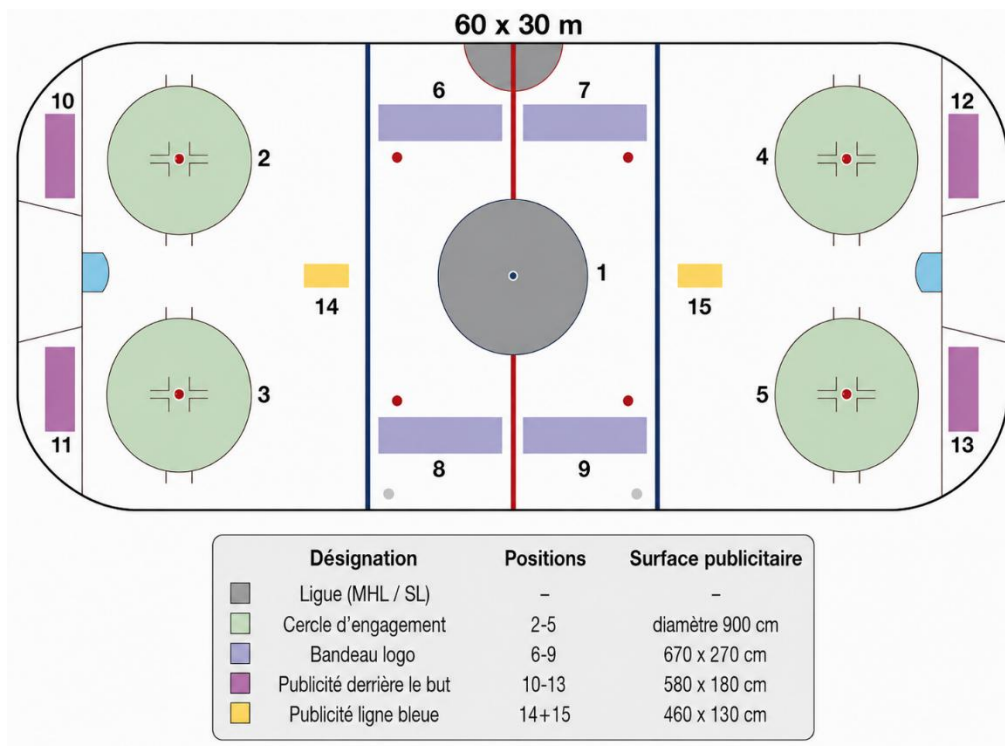 60 x 30 m
6 7
10 12
2 4
1
14 15
3 5
11 13
8 9
Désignation Positions Surface publicitaire
Ligue (MHL / SL) – –
Cercle d'engagement 2-5 diamètre 900 cm
Bandeau logo 6-9 670 x 270 cm
Publicité derrière le but 10-13 580 x 180 cm
Publicité ligne bleue 14+15 460 x 130 cm